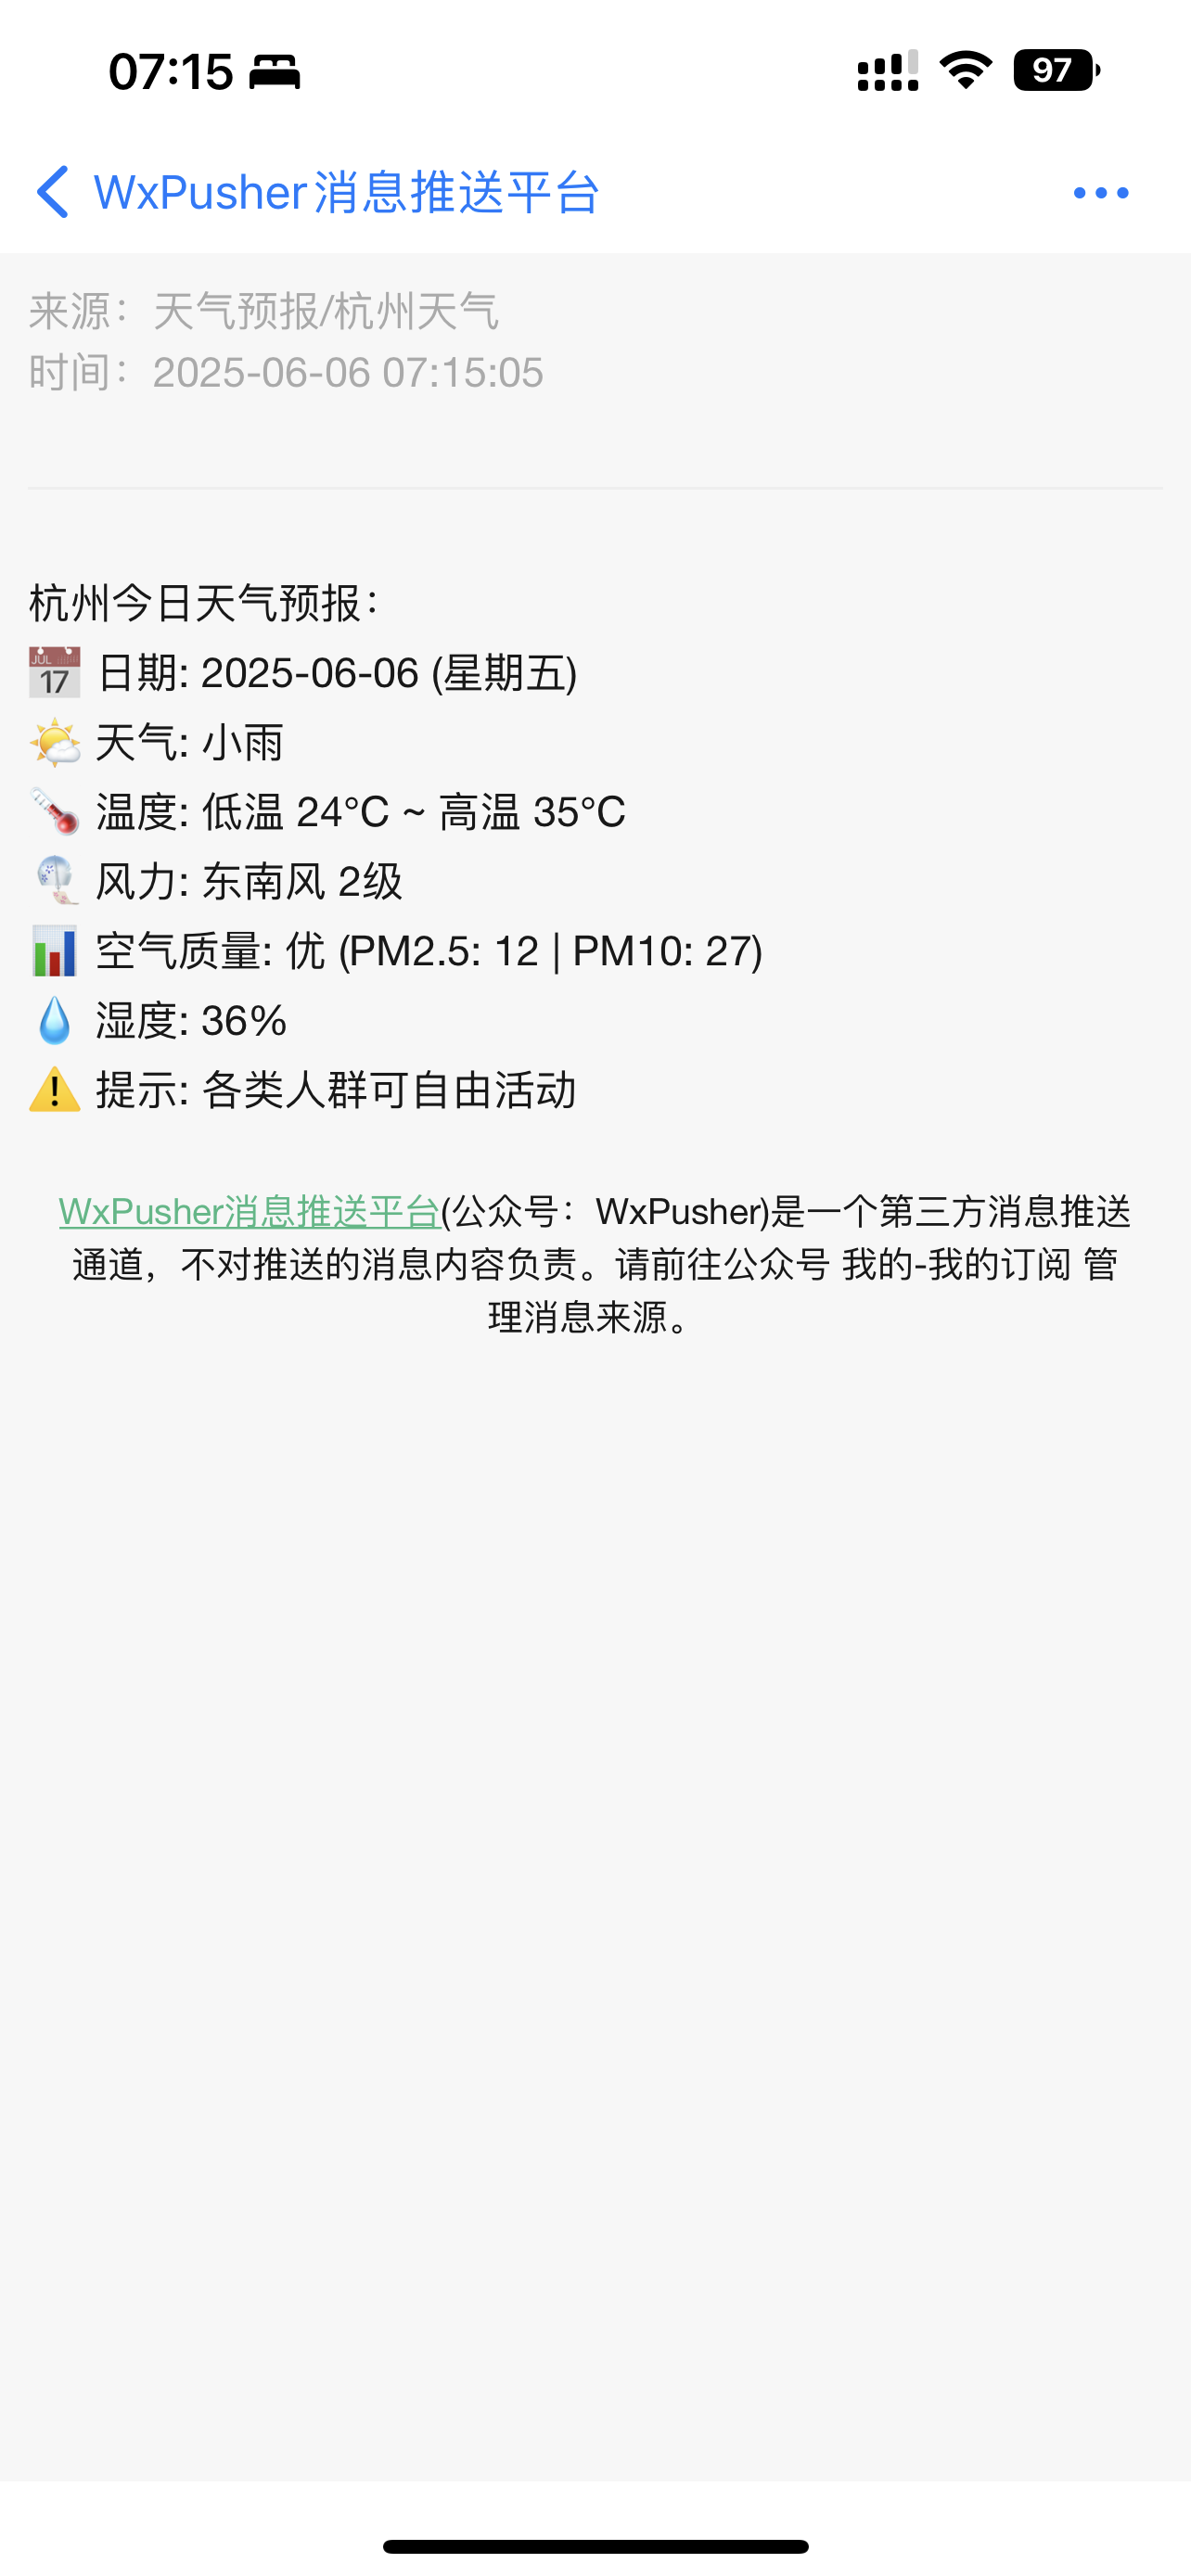 07:15
97
WxPusher消息推送平台
来源：天气预报/杭州天气
时间：2025-06-06 07:15:05
杭州今日天气预报：
📅 日期: 2025-06-06 (星期五)
🌤️ 天气: 小雨
🌡️ 温度: 低温 24℃ ~ 高温 35℃
🎐 风力: 东南风 2级
📊 空气质量: 优 (PM2.5: 12 | PM10: 27)
💧 湿度: 36%
⚠️ 提示: 各类人群可自由活动
WxPusher消息推送平台(公众号：WxPusher)是一个第三方消息推送
通道，不对推送的消息内容负责。请前往公众号 我的-我的订阅 管
理消息来源。